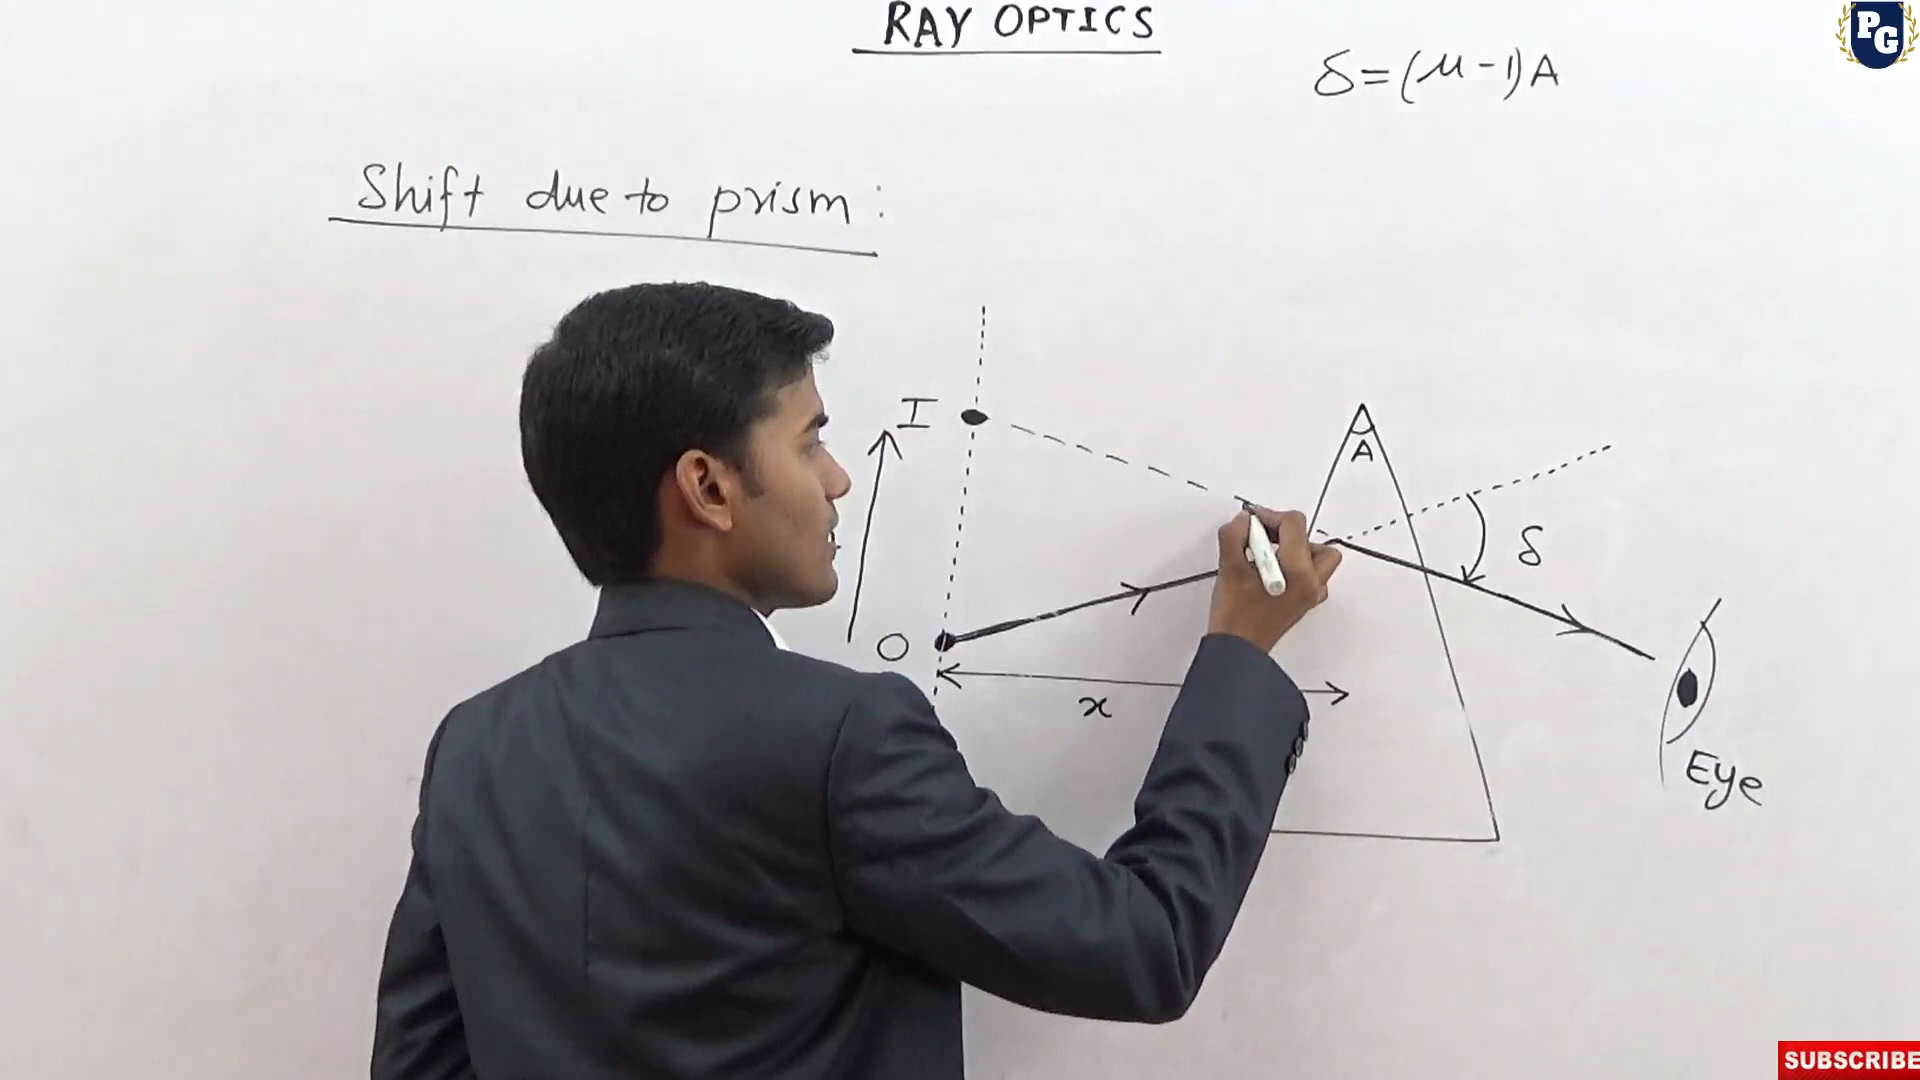 RAY OPTICS
PG
δ=(μ-1)A
Shift due to prism:
I
A
δ
O
x
Eye
SUBSCRIBE